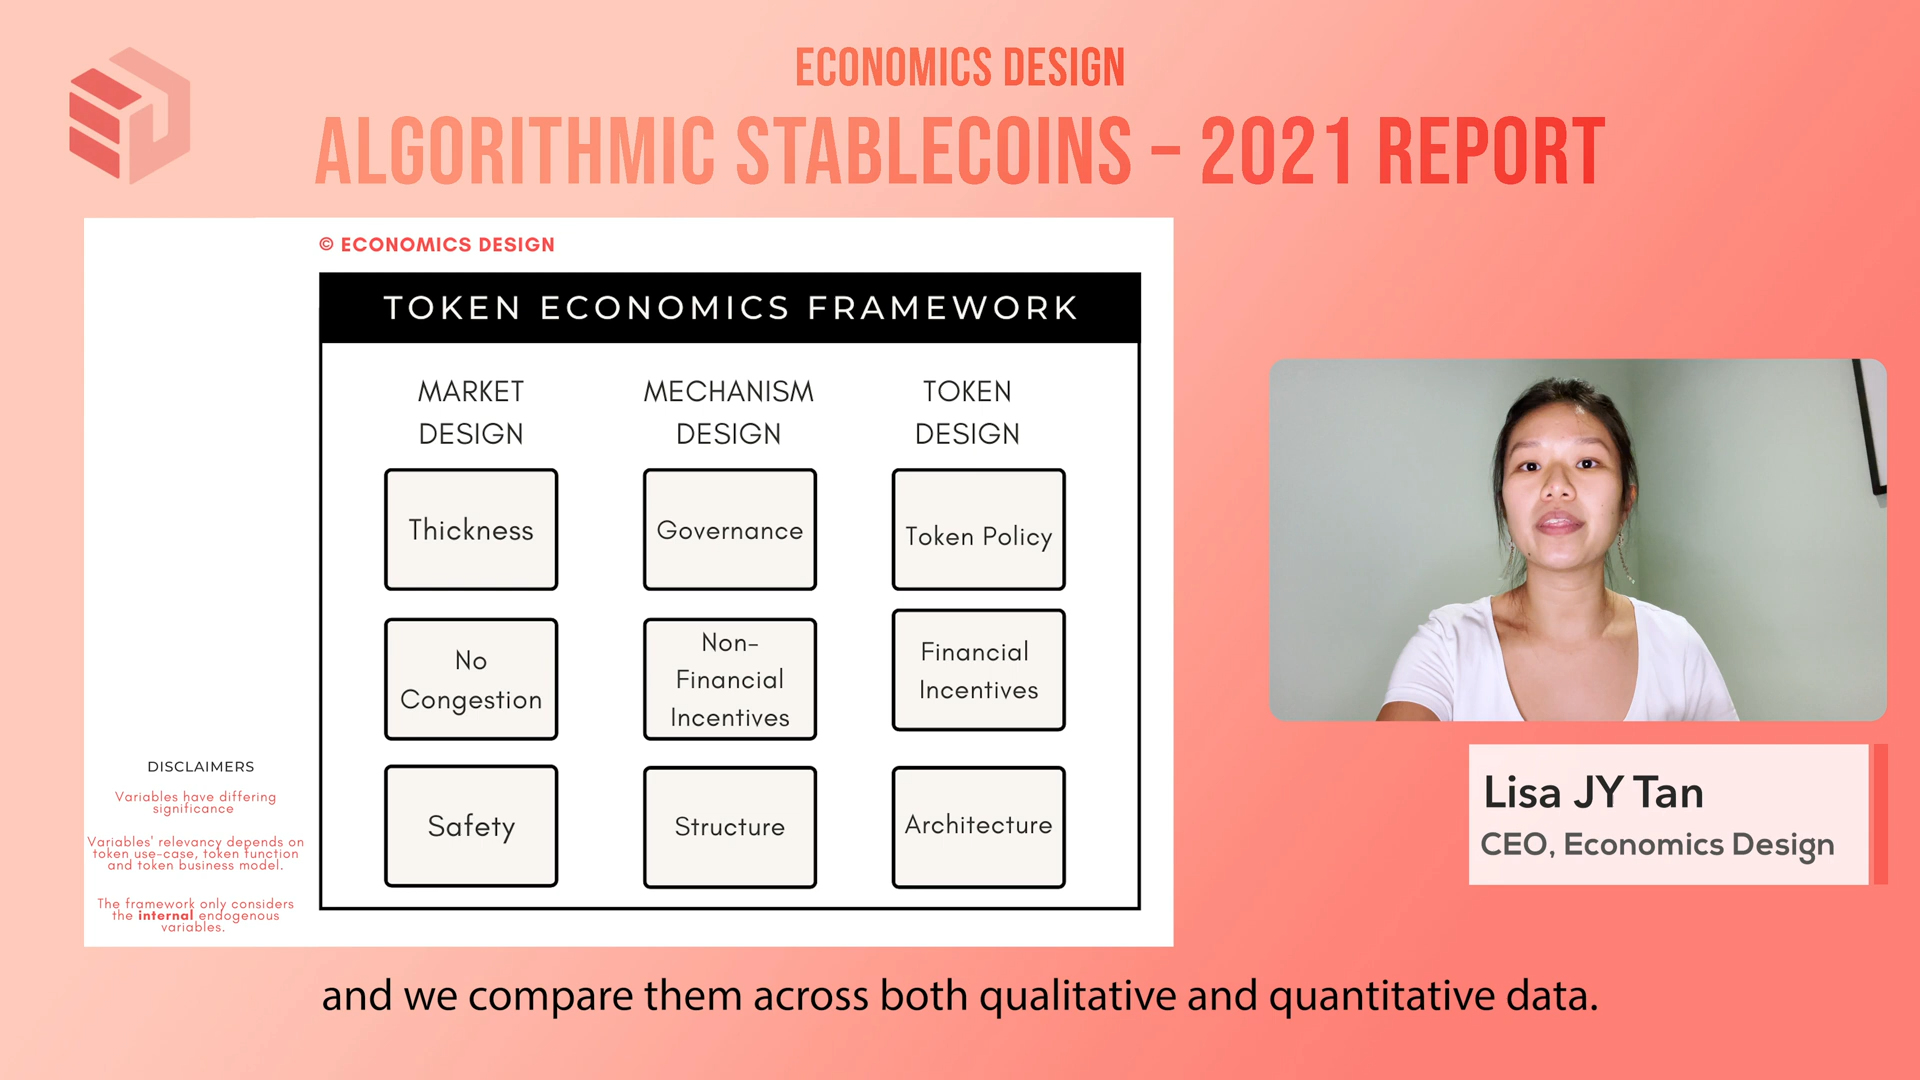 ECONOMICS DESIGN
ALGORITHMIC STABLECOINS – 2021 REPORT
© ECONOMICS DESIGN
TOKEN ECONOMICS FRAMEWORK
MARKET
DESIGN
Thickness
No
Congestion
Safety
MECHANISM
DESIGN
Governance
Non-
Financial
Incentives
Structure
TOKEN
DESIGN
Token Policy
Financial
Incentives
Architecture
DISCLAIMERS
Variables have differing
significance
Variables' relevancy depends on
token use-case, token function
and token business model.
The framework only considers
the internal endogenous
variables.
Lisa JY Tan
CEO, Economics Design
and we compare them across both qualitative and quantitative data.